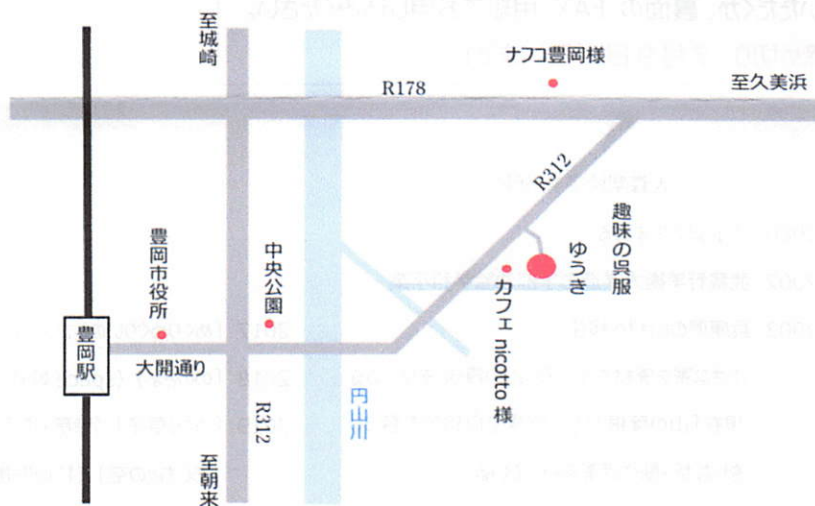 至城崎
ナフコ豊岡様
R178
至久美浜
R312
趣味の呉服
ゆうき
豊岡市役所
中央公園
カフェ nicotto 様
豊岡駅
大開通り
R312
円山川
至朝来